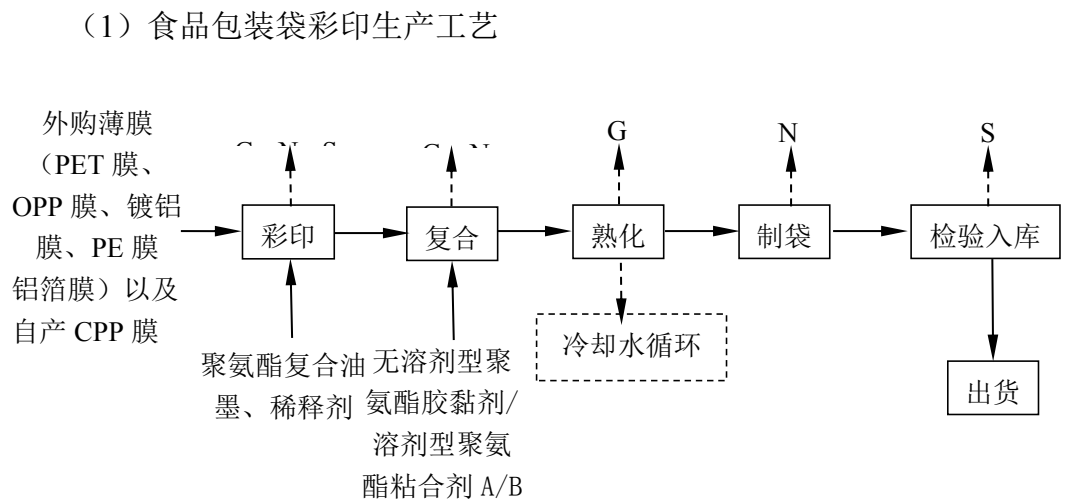 （1）食品包装袋彩印生产工艺
外购薄膜
（PET 膜、
OPP 膜、镀铝
膜、PE 膜
铝箔膜）以及
自产 CPP 膜
G
N
S
彩印
复合
熟化
制袋
检验入库
聚氨酯复合油
墨、稀释剂
无溶剂型聚
氨酯胶黏剂/
溶剂型聚氨
酯粘合剂 A/B
冷却水循环
出货